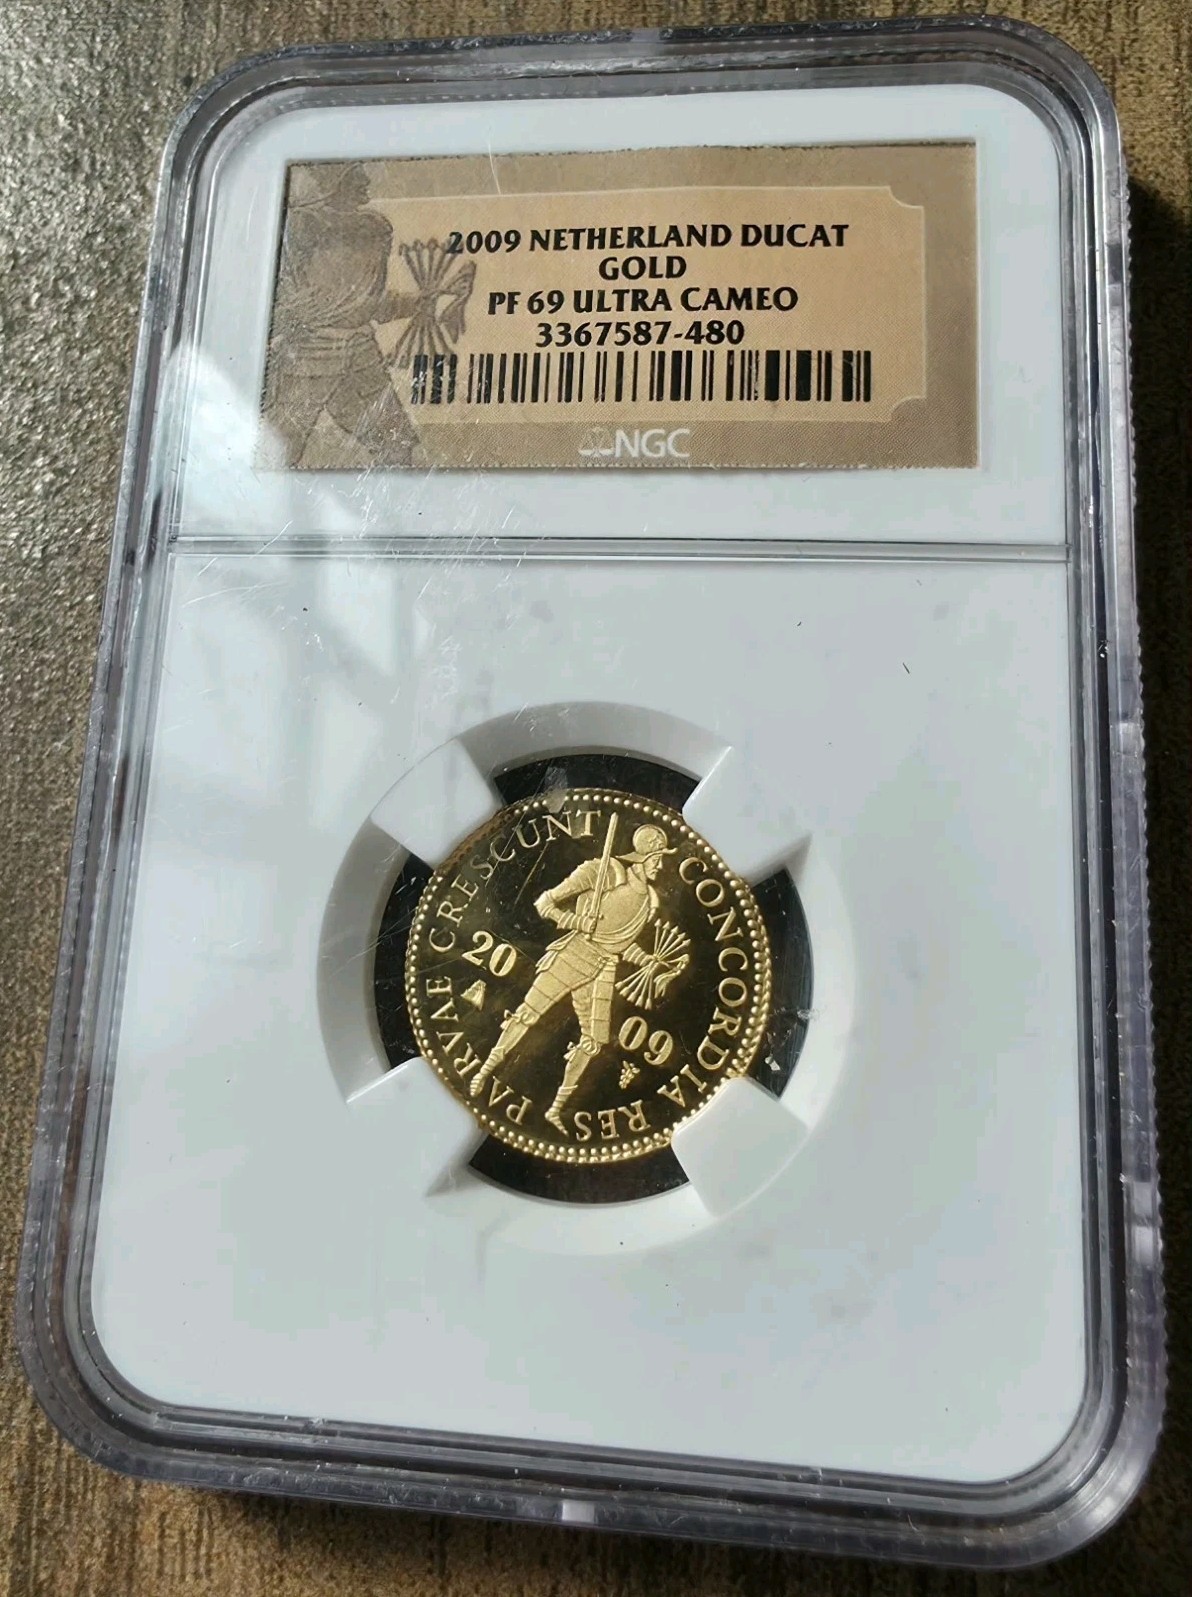 2009 NETHERLAND DUCAT
GOLD
PF 69 ULTRA CAMEO
3367587-480
NGC
CONCORDIA RES PARVAE CRESCUNT
20 09